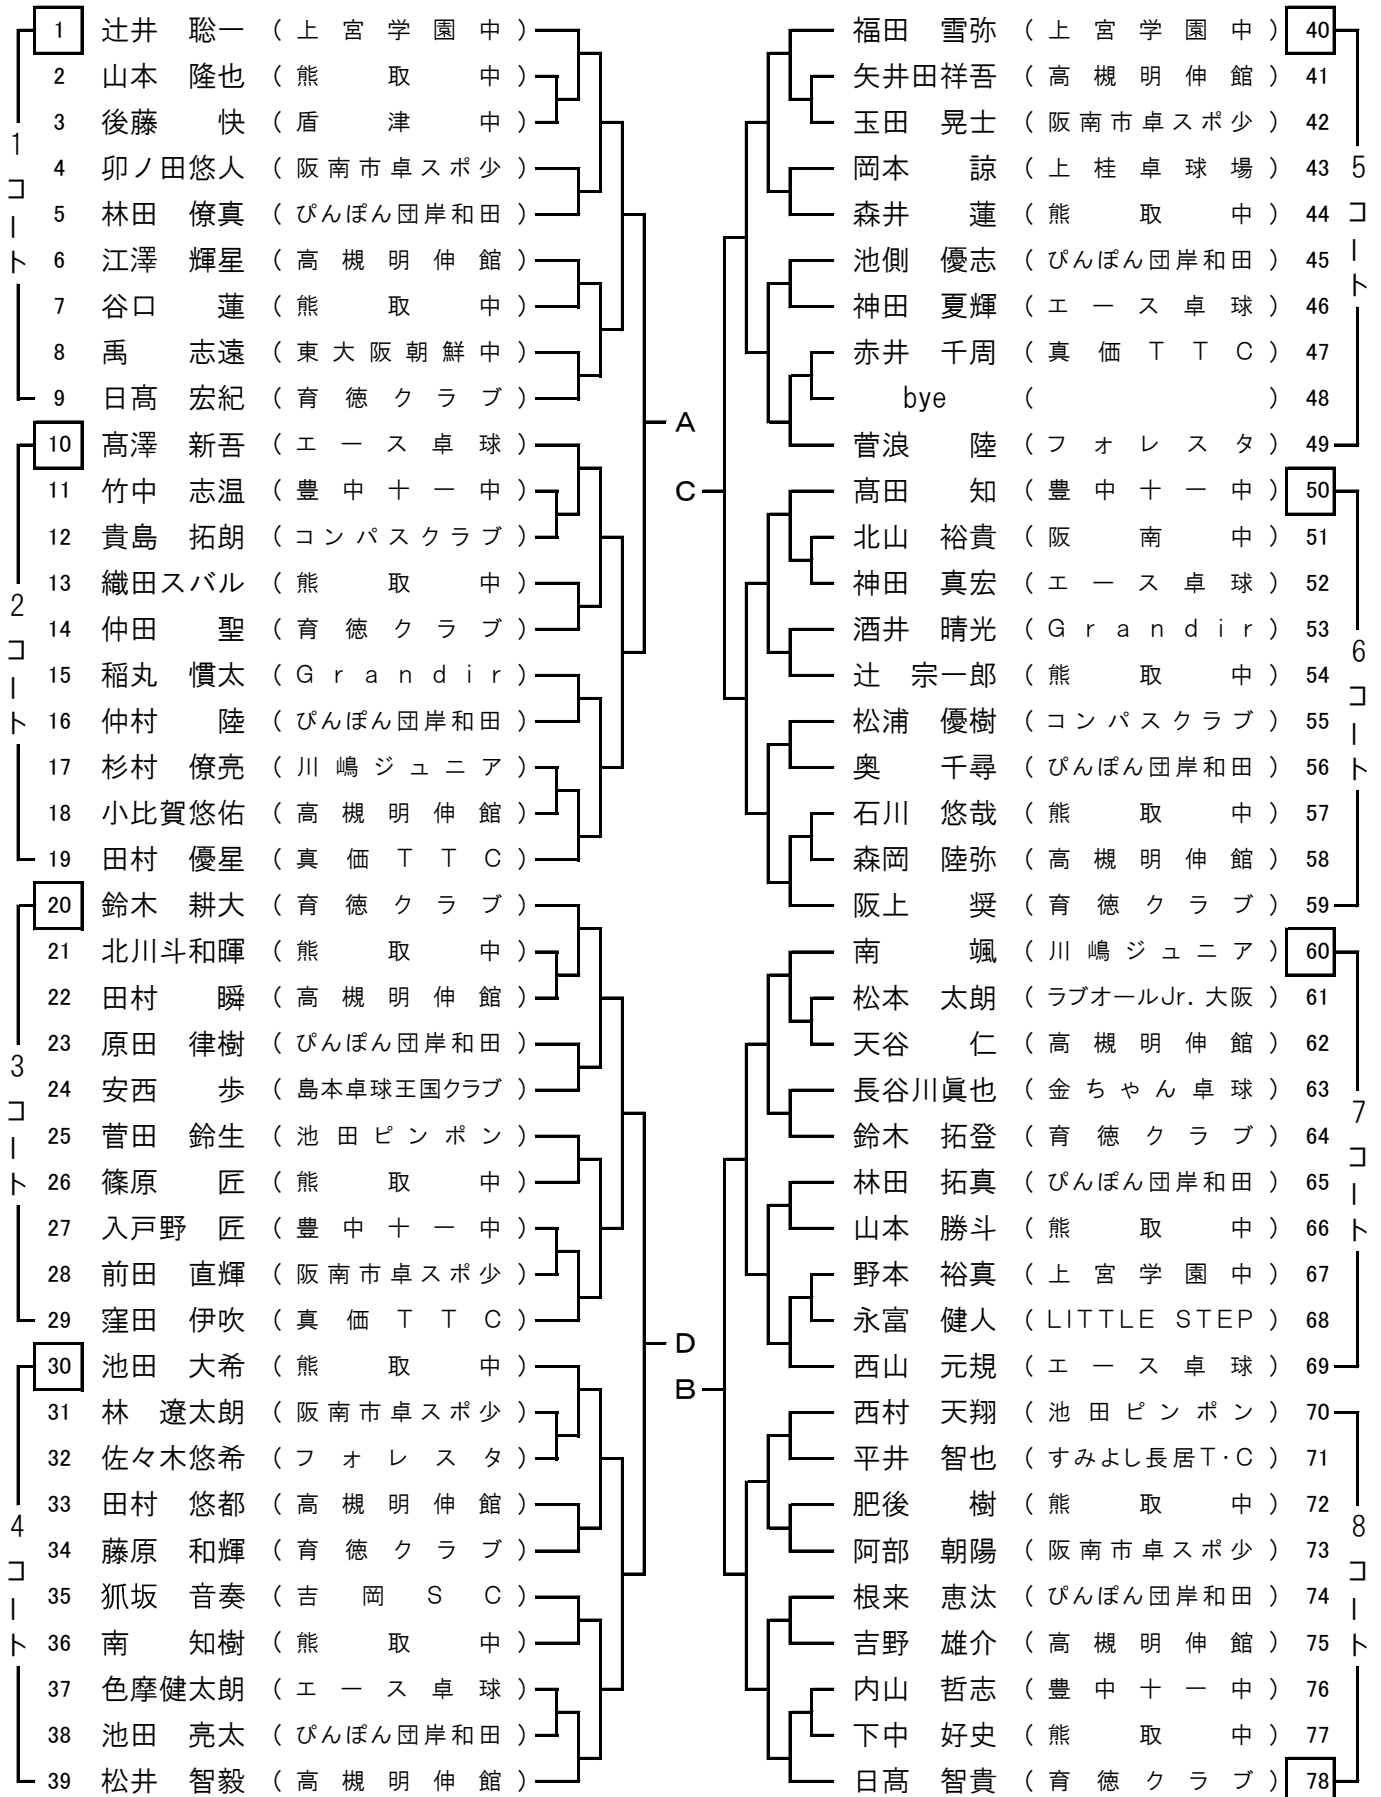 1コート
1 辻井 聡一 (上宮学園中)
2 山本 隆也 (熊取中)
3 後藤 快 (盾津中)
4 卯ノ田悠人 (阪南市卓スポ少)
5 林田 僚真 (ぴんぽん団岸和田)
6 江澤 輝星 (高槻明伸館)
7 谷口 蓮 (熊取中)
8 禹 志遠 (東大阪朝鮮中)
9 日髙 宏紀 (育徳クラブ)
2コート
10 髙澤 新吾 (エース卓球)
11 竹中 志温 (豊中十一中)
12 貴島 拓朗 (コンパスクラブ)
13 織田スバル (熊取中)
14 仲田 聖 (育徳クラブ)
15 稲丸 慣太 (Grandir)
16 仲村 陸 (ぴんぽん団岸和田)
17 杉村 僚亮 (川嶋ジュニア)
18 小比賀悠佑 (高槻明伸館)
19 田村 優星 (真価TTC)
A
3コート
20 鈴木 耕大 (育徳クラブ)
21 北川斗和暉 (熊取中)
22 田村 瞬 (高槻明伸館)
23 原田 律樹 (ぴんぽん団岸和田)
24 安西 歩 (島本卓球王国クラブ)
25 菅田 鈴生 (池田ピンポン)
26 篠原 匠 (熊取中)
27 入戸野 匠 (豊中十一中)
28 前田 直輝 (阪南市卓スポ少)
29 窪田 伊吹 (真価TTC)
4コート
30 池田 大希 (熊取中)
31 林 遼太朗 (阪南市卓スポ少)
32 佐々木悠希 (フォレスタ)
33 田村 悠都 (高槻明伸館)
34 藤原 和輝 (育徳クラブ)
35 狐坂 音奏 (吉岡SC)
36 南 知樹 (熊取中)
37 色摩健太朗 (エース卓球)
38 池田 亮太 (ぴんぽん団岸和田)
39 松井 智毅 (高槻明伸館)
D
5コート
福田 雪弥 (上宮学園中) 40
矢井田祥吾 (高槻明伸館) 41
玉田 晃士 (阪南市卓スポ少) 42
岡本 諒 (上桂卓球場) 43
森井 蓮 (熊取中) 44
池側 優志 (ぴんぽん団岸和田) 45
神田 夏輝 (エース卓球) 46
赤井 千周 (真価TTC) 47
bye ( ) 48
菅浪 陸 (フォレスタ) 49
C
6コート
髙田 知 (豊中十一中) 50
北山 裕貴 (阪南中) 51
神田 真宏 (エース卓球) 52
酒井 晴光 (Grandir) 53
辻 宗一郎 (熊取中) 54
松浦 優樹 (コンパスクラブ) 55
奥 千尋 (ぴんぽん団岸和田) 56
石川 悠哉 (熊取中) 57
森岡 陸弥 (高槻明伸館) 58
阪上 奨 (育徳クラブ) 59
7コート
南 颯 (川嶋ジュニア) 60
松本 太朗 (ラブオールJr.大阪) 61
天谷 仁 (高槻明伸館) 62
長谷川眞也 (金ちゃん卓球) 63
鈴木 拓登 (育徳クラブ) 64
林田 拓真 (ぴんぽん団岸和田) 65
山本 勝斗 (熊取中) 66
野本 裕真 (上宮学園中) 67
永富 健人 (LITTLE STEP) 68
西山 元規 (エース卓球) 69
B
8コート
西村 天翔 (池田ピンポン) 70
平井 智也 (すみよし長居T・C) 71
肥後 樹 (熊取中) 72
阿部 朝陽 (阪南市卓スポ少) 73
根来 恵汰 (ぴんぽん団岸和田) 74
吉野 雄介 (高槻明伸館) 75
内山 哲志 (豊中十一中) 76
下中 好史 (熊取中) 77
日髙 智貴 (育徳クラブ) 78